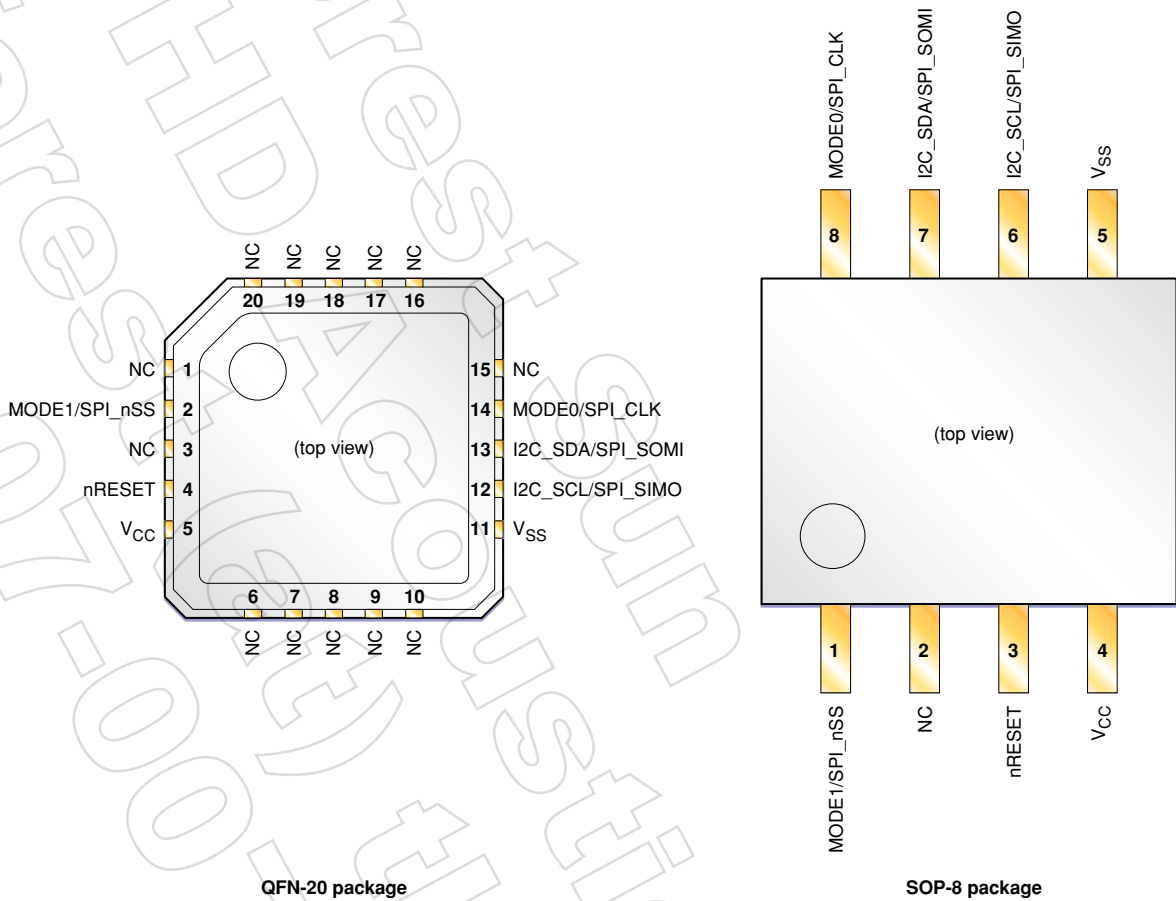 MODE0/SPI_CLK
I2C_SDA/SPI_SOMI
I2C_SCL/SPI_SIMO
VSS
8
7
6
5
NC
NC
NC
NC
NC
20
19
18
17
16
NC 1
15 NC
MODE1/SPI_nSS 2
14 MODE0/SPI_CLK
NC 3
13 I2C_SDA/SPI_SOMI
nRESET 4
12 I2C_SCL/SPI_SIMO
VCC 5
11 VSS
(top view)
6
7
8
9
10
NC
NC
NC
NC
NC
(top view)
1
2
3
4
MODE1/SPI_nSS
NC
nRESET
VCC
QFN-20 package
SOP-8 package